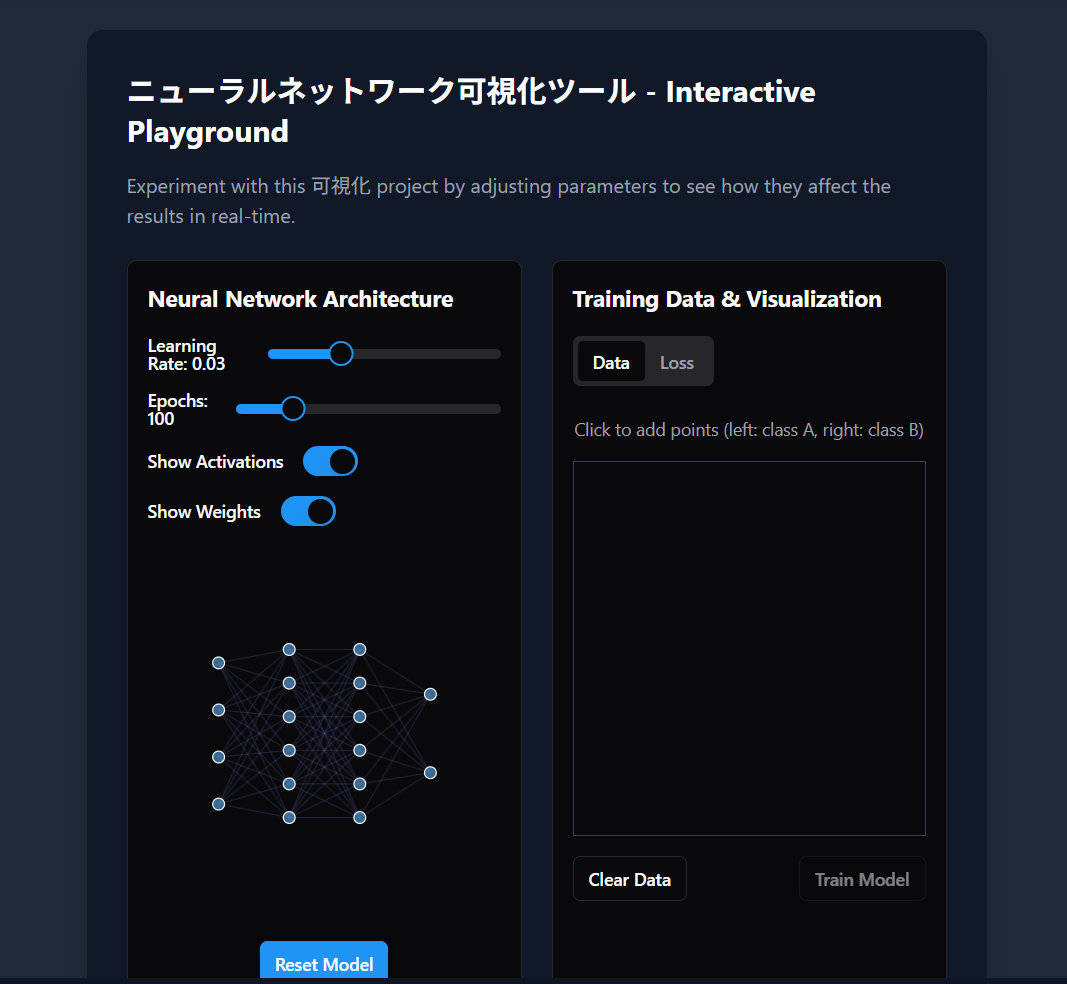 ニューラルネットワーク可視化ツール - Interactive
Playground
Experiment with this 可視化 project by adjusting parameters to see how they affect the
results in real-time.
Neural Network Architecture
Learning
Rate: 0.03
Epochs:
100
Show Activations
Show Weights
Reset Model
Training Data & Visualization
Data
Loss
Click to add points (left: class A, right: class B)
Clear Data
Train Model